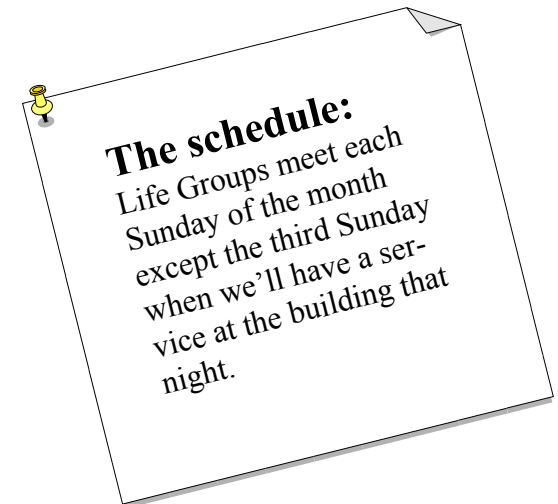 The schedule:
Life Groups meet each
Sunday of the month
except the third Sunday
when we’ll have a ser-
vice at the building that
night.